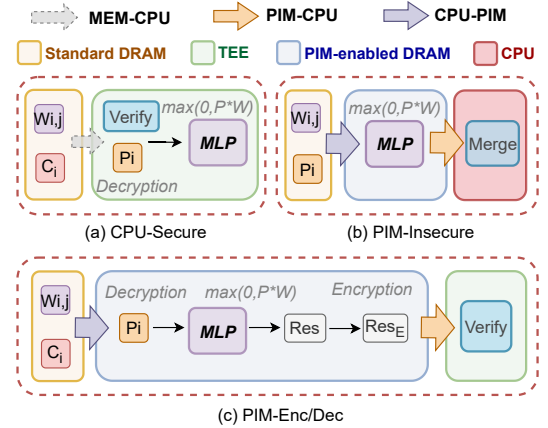 MEM-CPU PIM-CPU CPU-PIM
Standard DRAM TEE PIM-enabled DRAM CPU
Wi,j
Ci
Verify
Pi
Decryption
max(0,P*W)
MLP
(a) CPU-Secure
Wi,j
Pi
max(0,P*W)
MLP
Merge
(b) PIM-Insecure
Wi,j
Ci
Decryption max(0,P*W) Encryption
Pi MLP Res ResE
Verify
(c) PIM-Enc/Dec